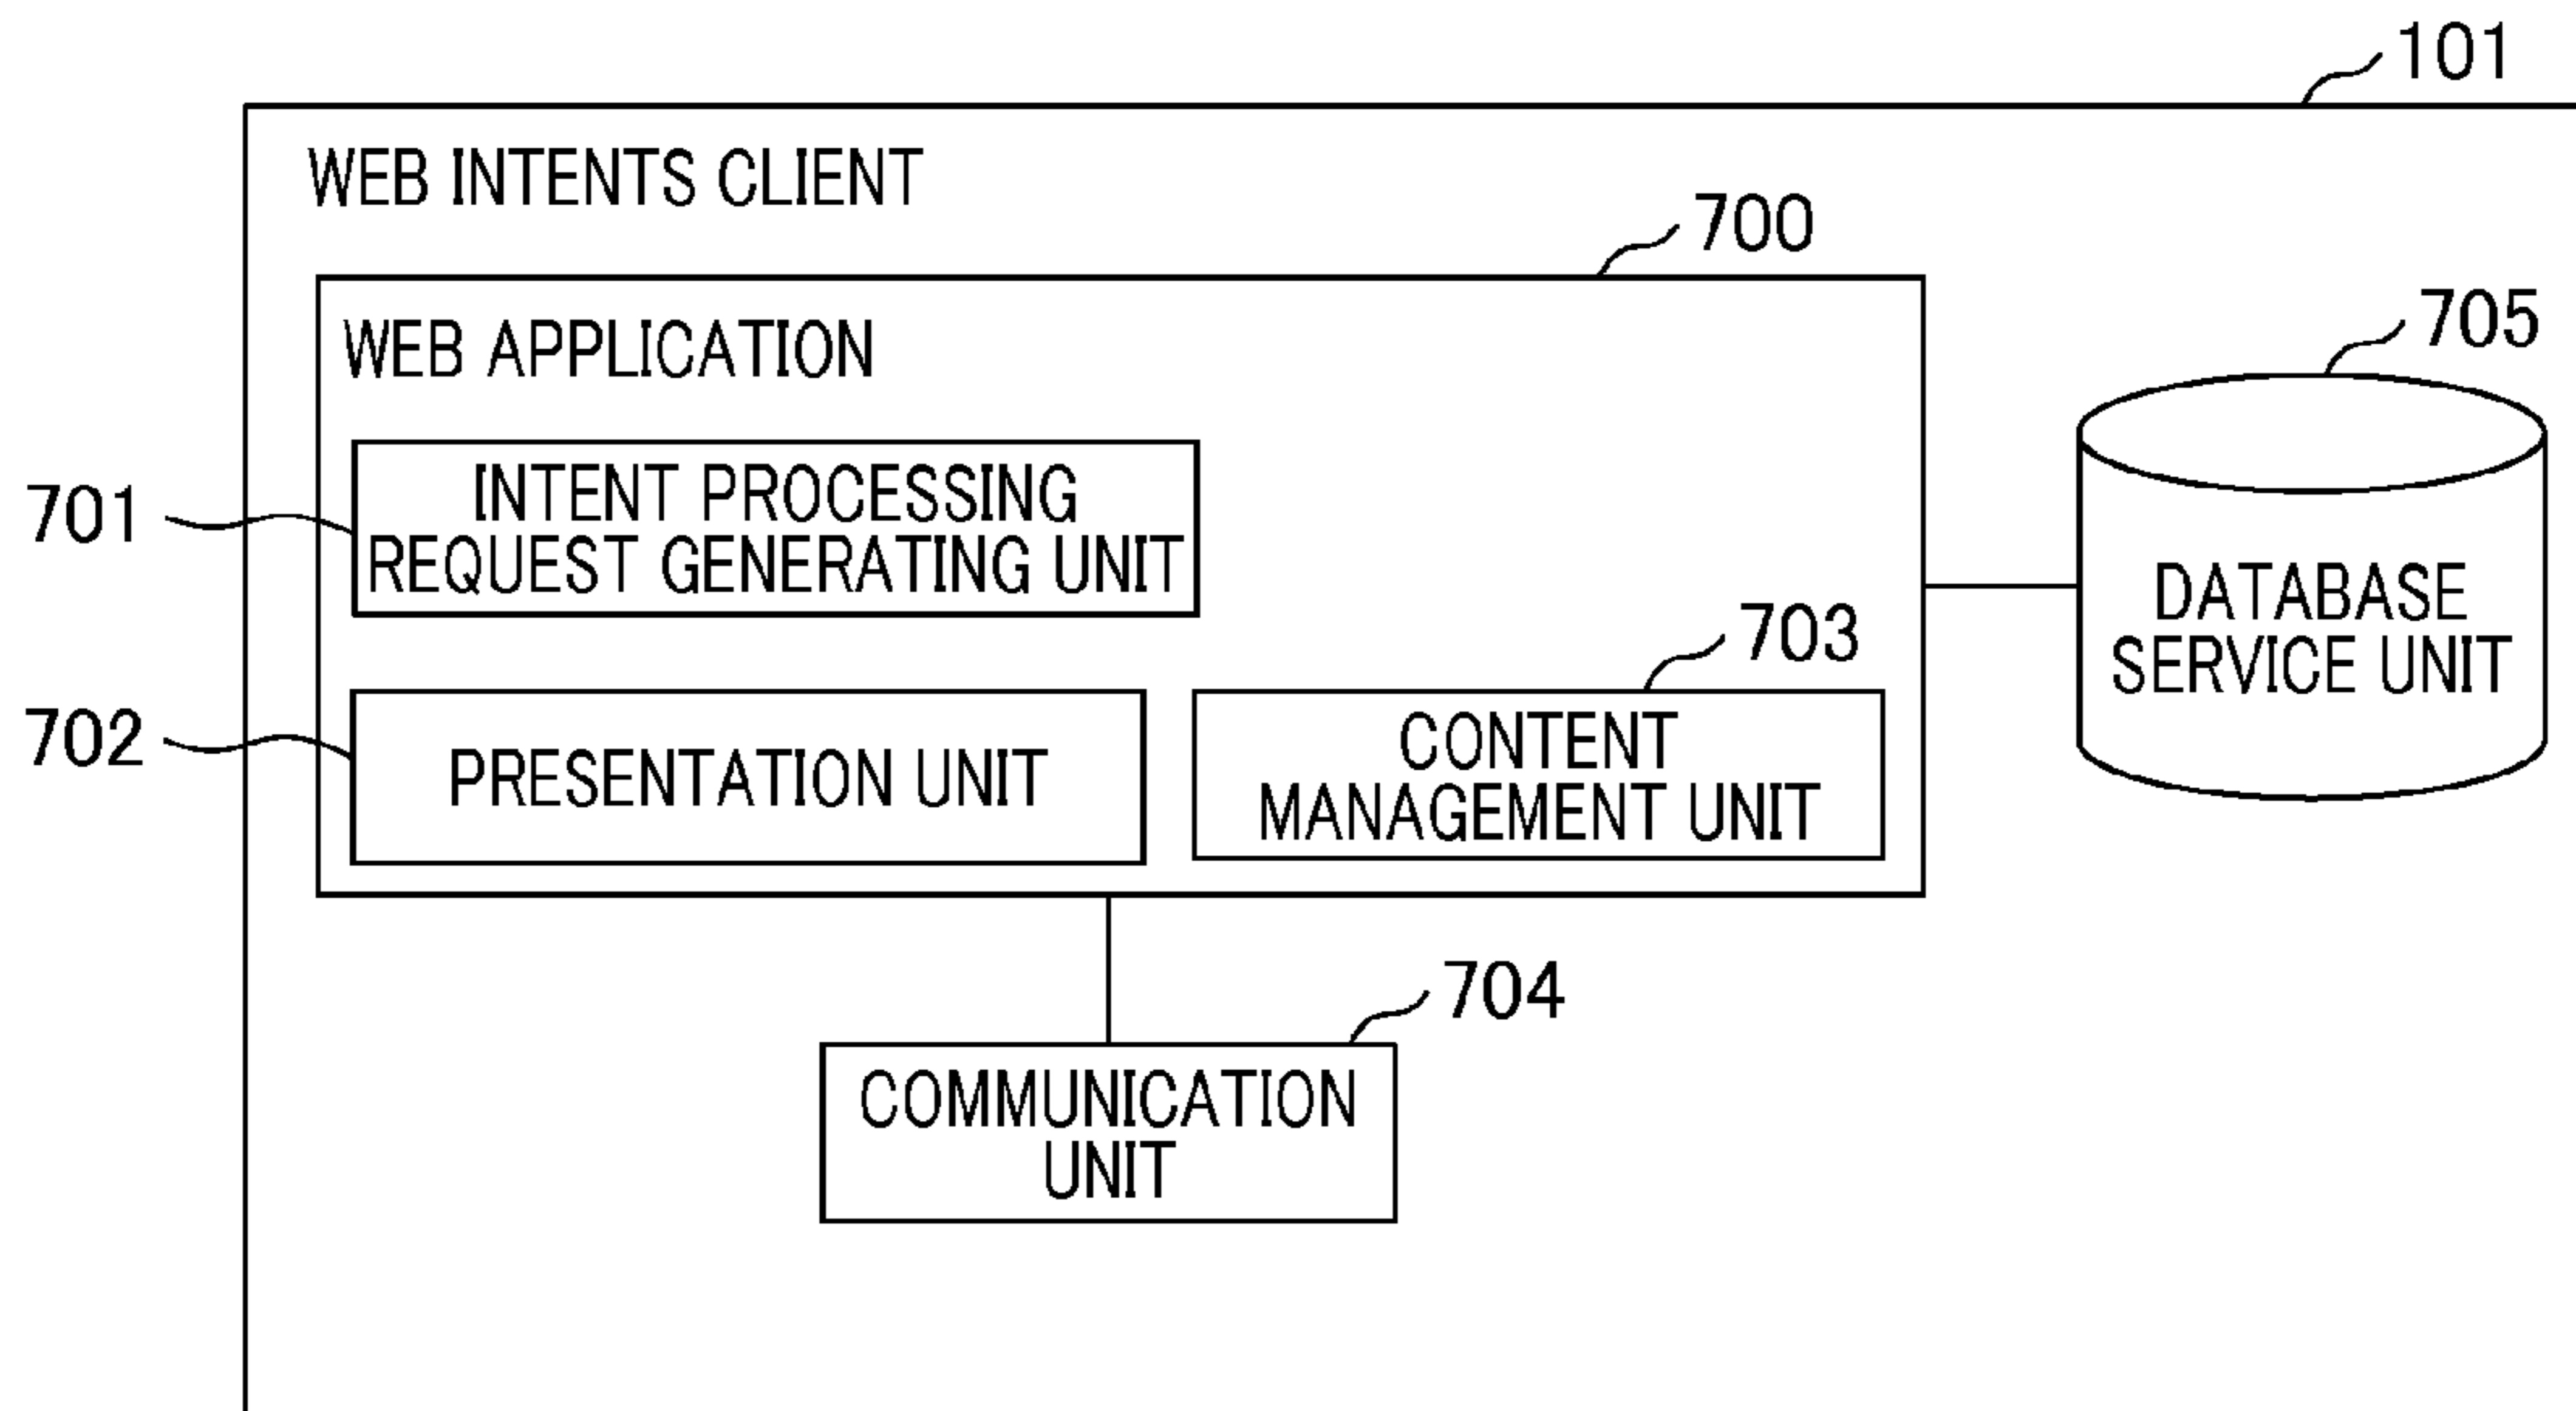 101
WEB INTENTS CLIENT
700
WEB APPLICATION
705
701
INTENT PROCESSING
REQUEST GENERATING UNIT
703
DATABASE
SERVICE UNIT
702
PRESENTATION UNIT
CONTENT
MANAGEMENT UNIT
704
COMMUNICATION
UNIT